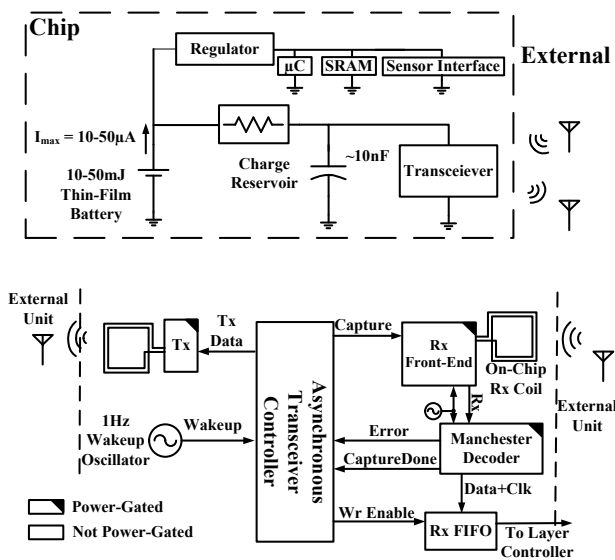 Chip
External
Regulator
µC
SRAM
Sensor Interface
I_max = 10-50µA
10-50mJ
Thin-Film
Battery
Charge
Reservoir
~10nF
Transceiever
External
Unit
Tx
Tx
Data
Asynchronous
Transceiver
Controller
Capture
Rx
Front-End
On-Chip
Rx Coil
External
Unit
1Hz
Wakeup
Oscillator
Wakeup
Rx
Error
CaptureDone
Manchester
Decoder
Data+Clk
Wr Enable
Rx FIFO
To Layer
Controller
Power-Gated
Not Power-Gated